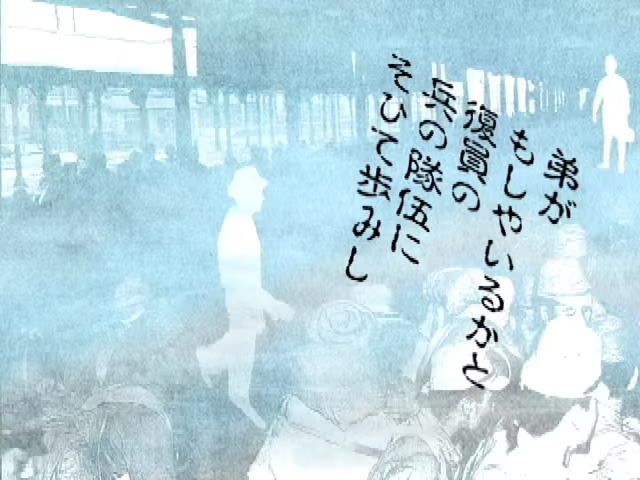 弟が
もしやいるかと
復員の
兵の隊伍に
そひて歩みし